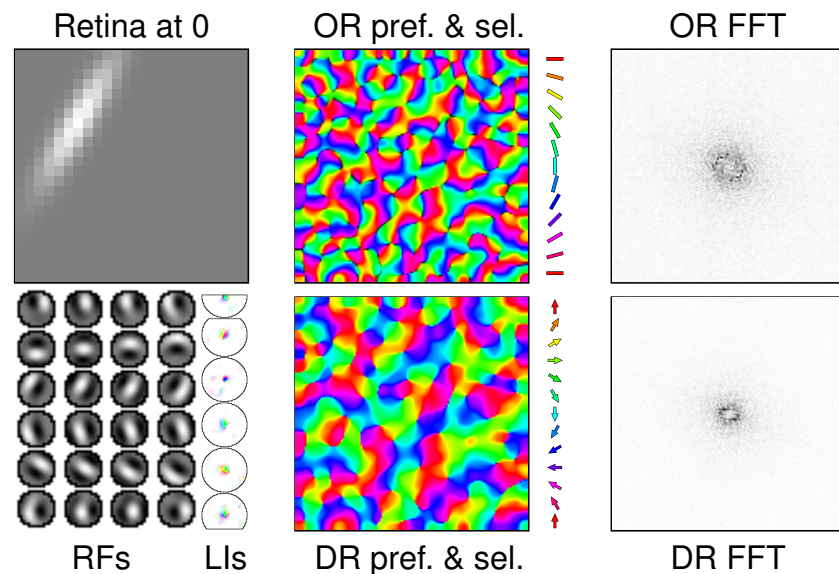 Retina at 0
OR pref. & sel.
OR FFT
RFs
LIs
DR pref. & sel.
DR FFT